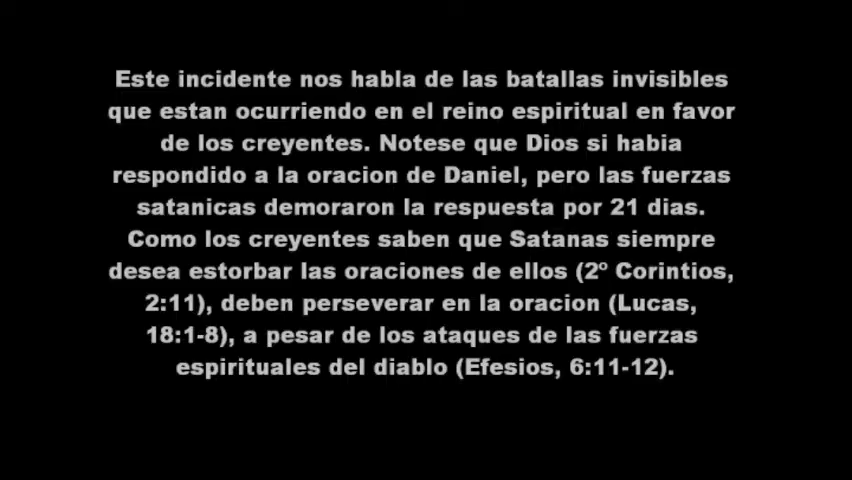 Este incidente nos habla de las batallas invisibles
que estan ocurriendo en el reino espiritual en favor
de los creyentes. Notese que Dios si habia
respondido a la oracion de Daniel, pero las fuerzas
satanicas demoraron la respuesta por 21 dias.
Como los creyentes saben que Satanas siempre
desea estorbar las oraciones de ellos (2º Corintios,
2:11), deben perseverar en la oracion (Lucas,
18:1-8), a pesar de los ataques de las fuerzas
espirituales del diablo (Efesios, 6:11-12).